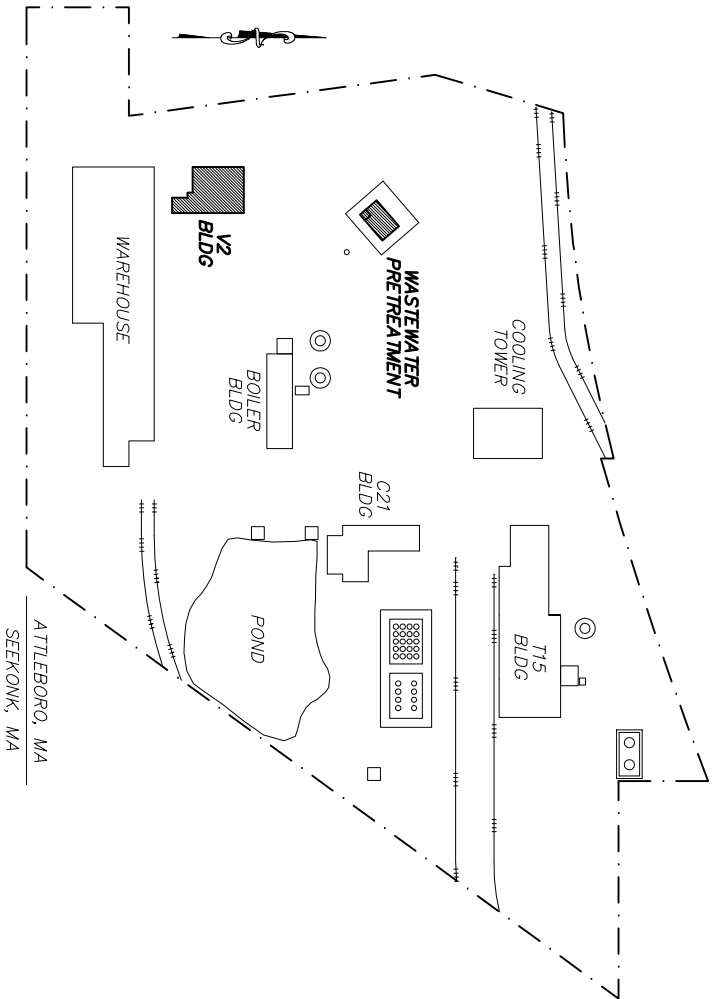 T15
BLDG
COOLING
TOWER
WASTEWATER
PRETREATMENT
C21
BLDG
POND
BOILER
BLDG
V2
BLDG
WAREHOUSE
ATTLEBORO, MA
SEEKONK, MA